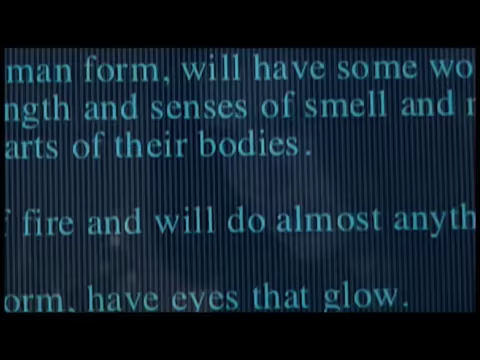 man form, will have some wo
ngth and senses of smell and
arts of their bodies.
fire and will do almost anyth
orm, have eyes that glow.